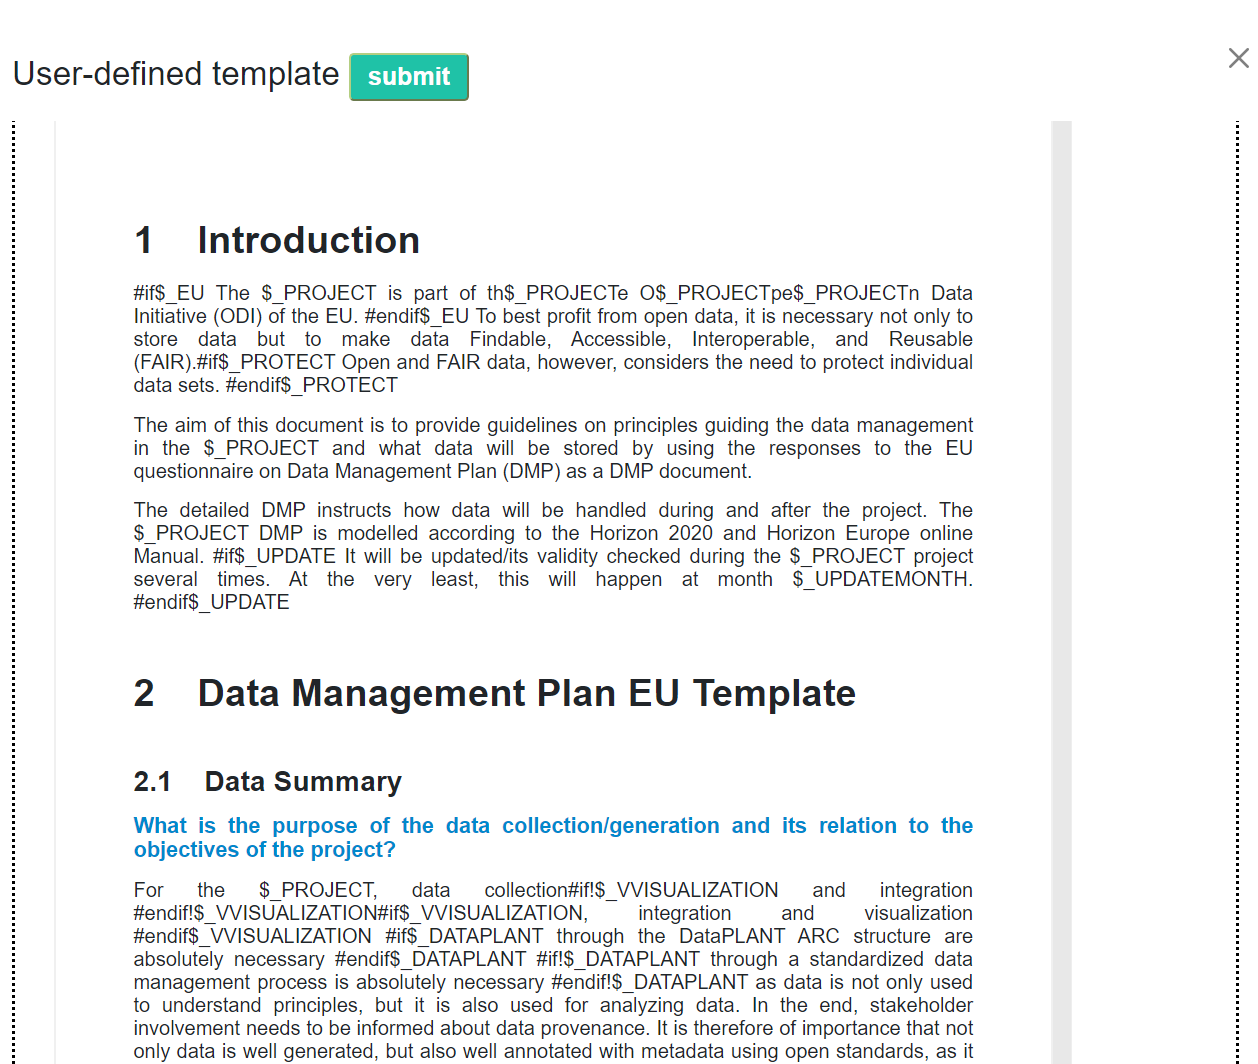 User-defined template submit
1 Introduction
#if$_EU The $_PROJECT is part of th$_PROJECTe O$_PROJECTpe$_PROJECTn Data
Initiative (ODI) of the EU. #endif$_EU To best profit from open data, it is necessary not only to
store data but to make data Findable, Accessible, Interoperable, and Reusable
(FAIR).#if$_PROTECT Open and FAIR data, however, considers the need to protect individual
data sets. #endif$_PROTECT
The aim of this document is to provide guidelines on principles guiding the data management
in the $_PROJECT and what data will be stored by using the responses to the EU
questionnaire on Data Management Plan (DMP) as a DMP document.
The detailed DMP instructs how data will be handled during and after the project. The
$_PROJECT DMP is modelled according to the Horizon 2020 and Horizon Europe online
Manual. #if$_UPDATE It will be updated/its validity checked during the $_PROJECT project
several times. At the very least, this will happen at month $_UPDATEMONTH.
#endif$_UPDATE
2 Data Management Plan EU Template
2.1 Data Summary
What is the purpose of the data collection/generation and its relation to the
objectives of the project?
For the $_PROJECT, data collection#if!$_VVISUALIZATION and integration
#endif!$_VVISUALIZATION#if$_VVISUALIZATION, integration and visualization
#endif$_VVISUALIZATION #if$_DATAPLANT through the DataPLANT ARC structure are
absolutely necessary #endif$_DATAPLANT #if!$_DATAPLANT through a standardized data
management process is absolutely necessary #endif!$_DATAPLANT as data is not only used
to understand principles, but it is also used for analyzing data. In the end, stakeholder
involvement needs to be informed about data provenance. It is therefore of importance that not
only data is well generated, but also well annotated with metadata using open standards, as it